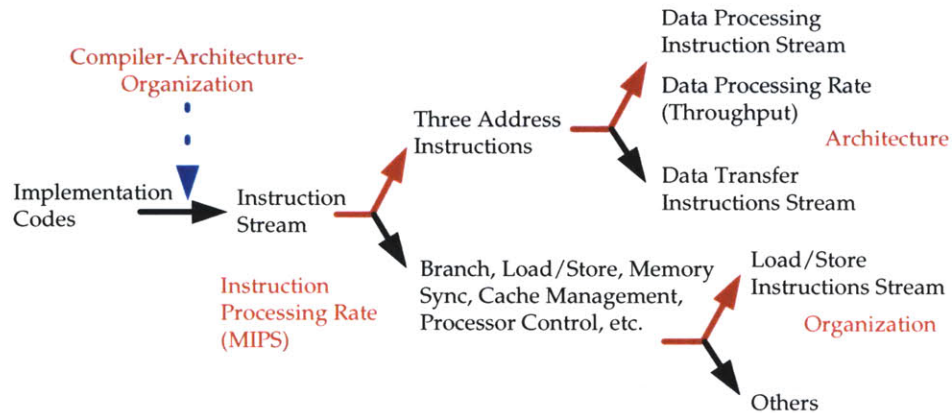 Compiler-Architecture-
Organization
Implementation
Codes
Instruction
Stream
Instruction
Processing Rate
(MIPS)
Three Address
Instructions
Branch, Load/Store, Memory
Sync, Cache Management,
Processor Control, etc.
Data Processing
Instruction Stream
Data Processing Rate
(Throughput)
Architecture
Data Transfer
Instructions Stream
Load/Store
Instructions Stream
Organization
Others